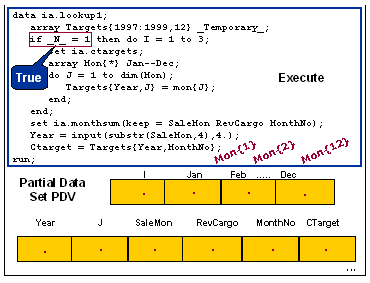 data ia.lookup1;
array Targets{1997:1999,12} _Temporary_;
if _N_ = 1 then do I = 1 to 3;
set ia.ctargets;
array Mon{*} Jan--Dec;
do J = 1 to dim(Mon);
Targets{Year,J} = mon{J};
end;
end;
set ia.monthsum(keep = SaleMon RevCargo MonthNo);
Year = input(substr(SaleMon,4),4.);
Ctarget = Targets{Year,MonthNo};
run;
True
Execute
Mon{1} Mon{2} Mon{12}
Partial Data
Set PDV
I Jan Feb ..... Dec
. . . .
Year J SaleMon RevCargo MonthNo CTarget
. . . . . .
...